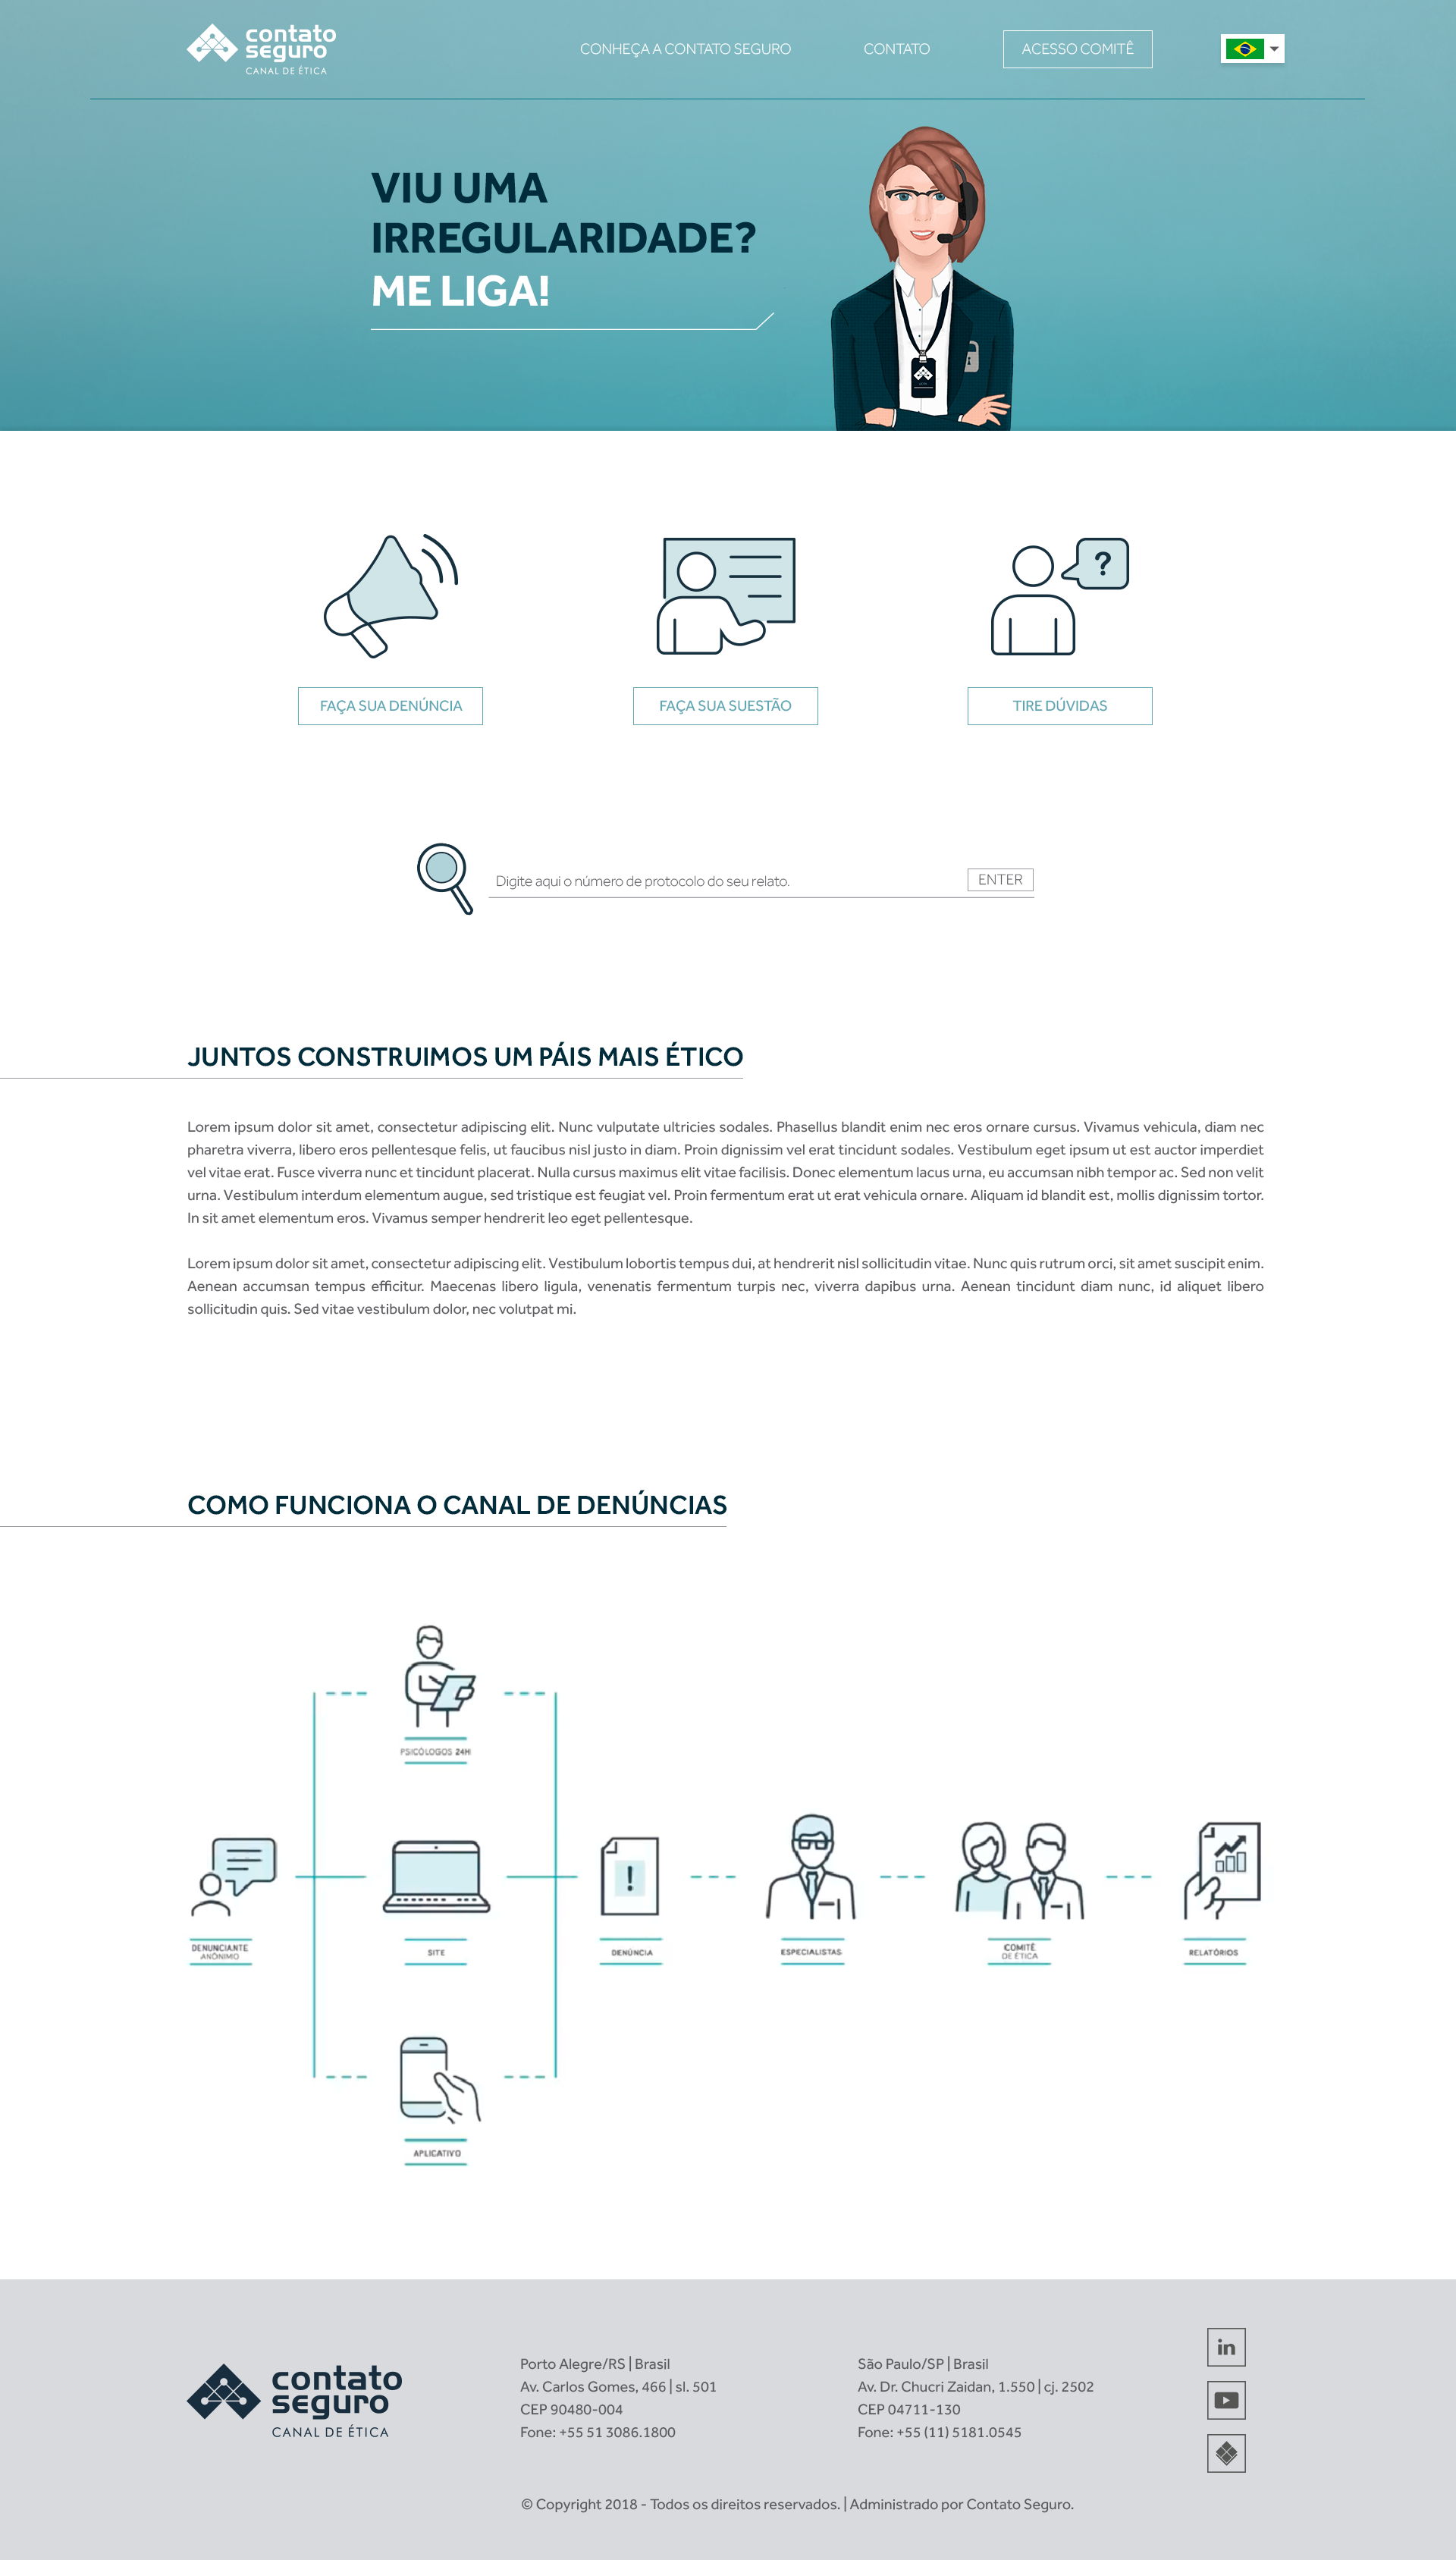 contato
seguro
CANAL DE ÉTICA
CONHEÇA A CONTATO SEGURO
CONTATO
ACESSO COMITÊ
VIU UMA
IRREGULARIDADE?
ME LIGA!
?
FAÇA SUA DENÚNCIA
FAÇA SUA SUESTÃO
TIRE DÚVIDAS
Digite aqui o número de protocolo do seu relato.
ENTER
JUNTOS CONSTRUIMOS UM PÁIS MAIS ÉTICO
Lorem ipsum dolor sit amet, consectetur adipiscing elit. Nunc vulputate ultricies sodales. Phasellus blandit enim nec eros ornare cursus. Vivamus vehicula, diam nec
pharetra viverra, libero eros pellentesque felis, ut faucibus nisl justo in diam. Proin dignissim vel erat tincidunt sodales. Vestibulum eget ipsum ut est auctor imperdiet
vel vitae erat. Fusce viverra nunc et tincidunt placerat. Nulla cursus maximus elit vitae facilisis. Donec elementum lacus urna, eu accumsan nibh tempor ac. Sed non velit
urna. Vestibulum interdum elementum augue, sed tristique est feugiat vel. Proin fermentum erat ut erat vehicula ornare. Aliquam id blandit est, mollis dignissim tortor.
In sit amet elementum eros. Vivamus semper hendrerit leo eget pellentesque.
Lorem ipsum dolor sit amet, consectetur adipiscing elit. Vestibulum lobortis tempus dui, at hendrerit nisl sollicitudin vitae. Nunc quis rutrum orci, sit amet suscipit enim.
Aenean accumsan tempus efficitur. Maecenas libero ligula, venenatis fermentum turpis nec, viverra dapibus urna. Aenean tincidunt diam nunc, id aliquet libero
sollicitudin quis. Sed vitae vestibulum dolor, nec volutpat mi.
COMO FUNCIONA O CANAL DE DENÚNCIAS
PSICÓLOGOS 24H
!
DENUNCIANTE
ANÔNIMO
SITE
DENÚNCIA
ESPECIALISTAS
COMITÊ
DE ÉTICA
RELATÓRIOS
APLICATIVO
contato
seguro
CANAL DE ÉTICA
Porto Alegre/RS | Brasil
Av. Carlos Gomes, 466 | sl. 501
CEP 90480-004
Fone: +55 51 3086.1800
São Paulo/SP | Brasil
Av. Dr. Chucri Zaidan, 1.550 | cj. 2502
CEP 04711-130
Fone: +55 (11) 5181.0545
in
© Copyright 2018 - Todos os direitos reservados. | Administrado por Contato Seguro.